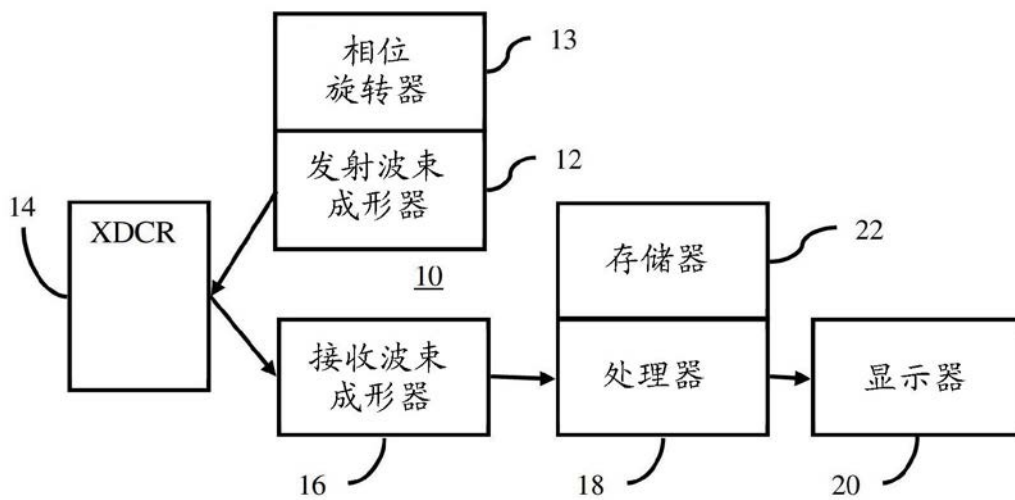 相位
旋转器
13
发射波束
成形器
12
14
XDCR
10
存储器
22
接收波束
成形器
处理器
显示器
16
18
20